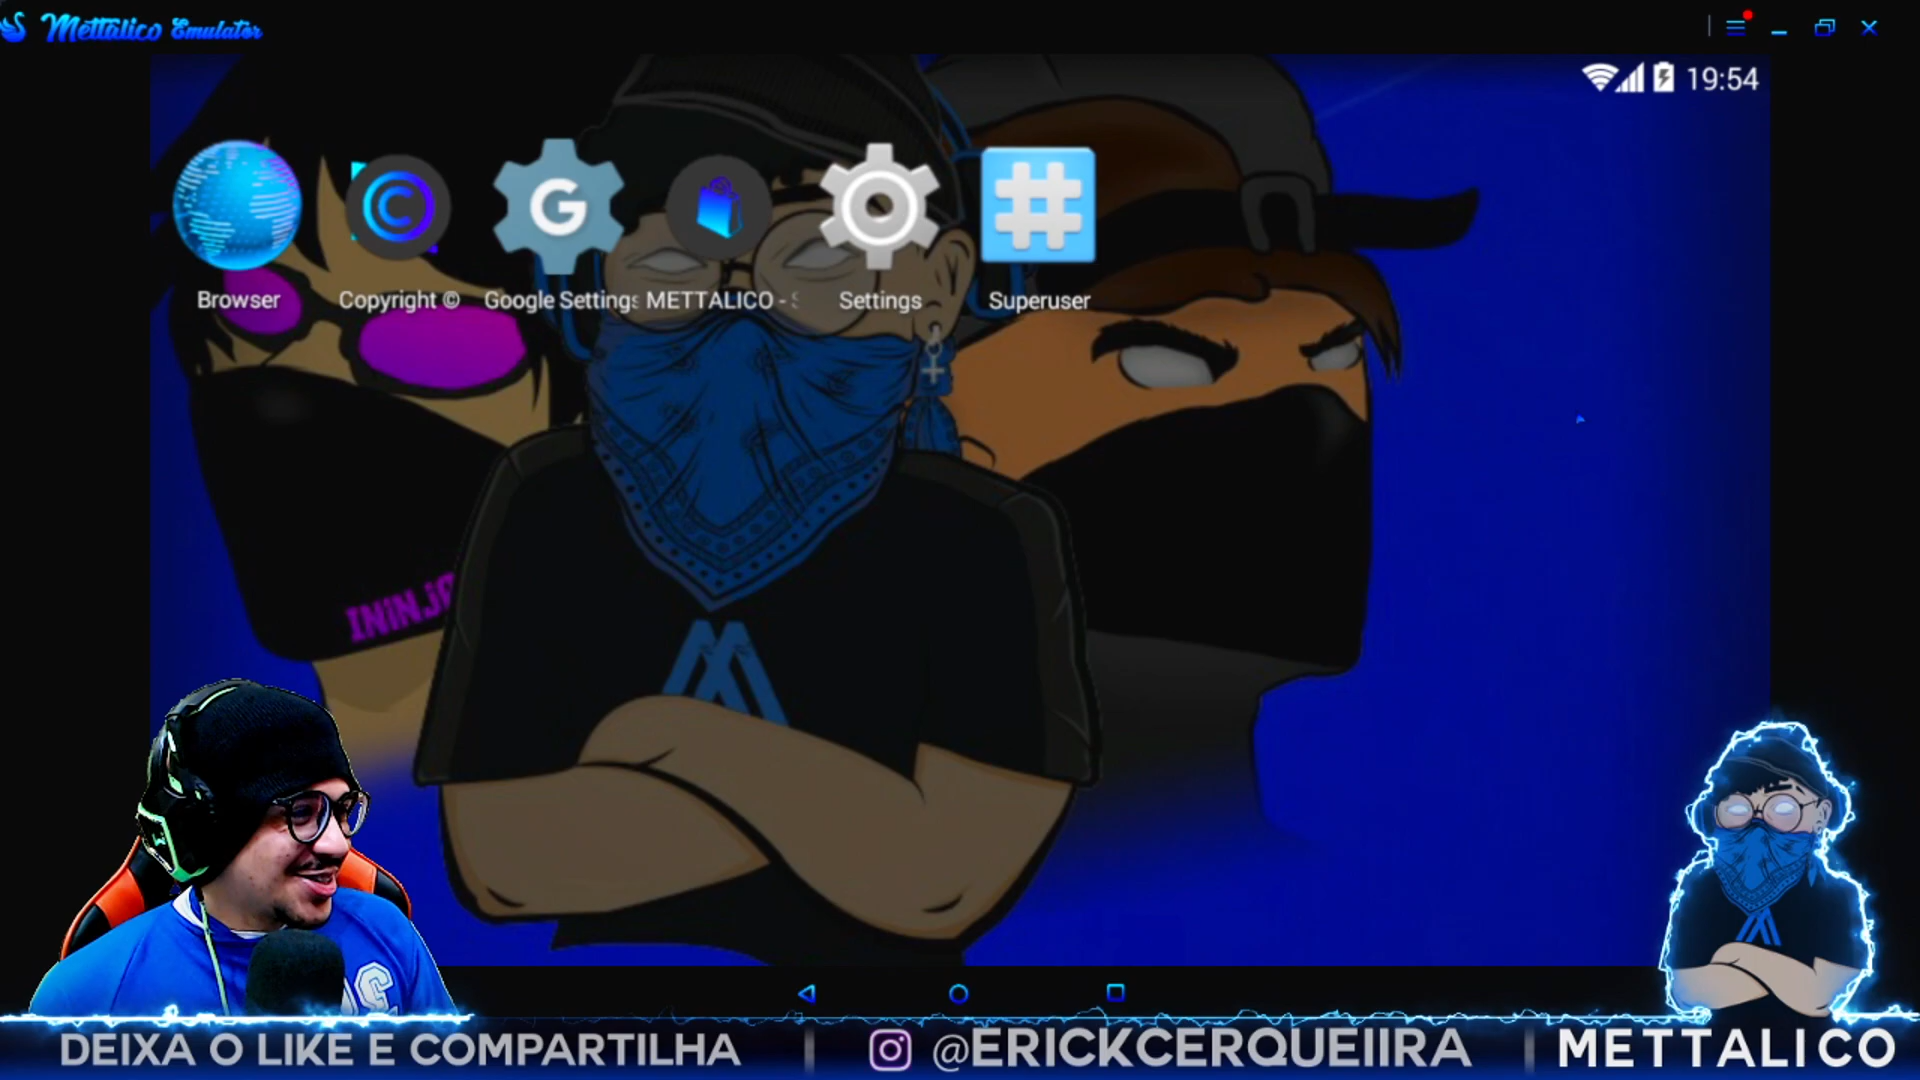 Mettalico Emulator
19:54
Browser
Copyright ©
Google Settings
METTALICO -
Settings
Superuser
DEIXA O LIKE E COMPARTILHA
@ERICKCERQUEIIRA
METTALICO